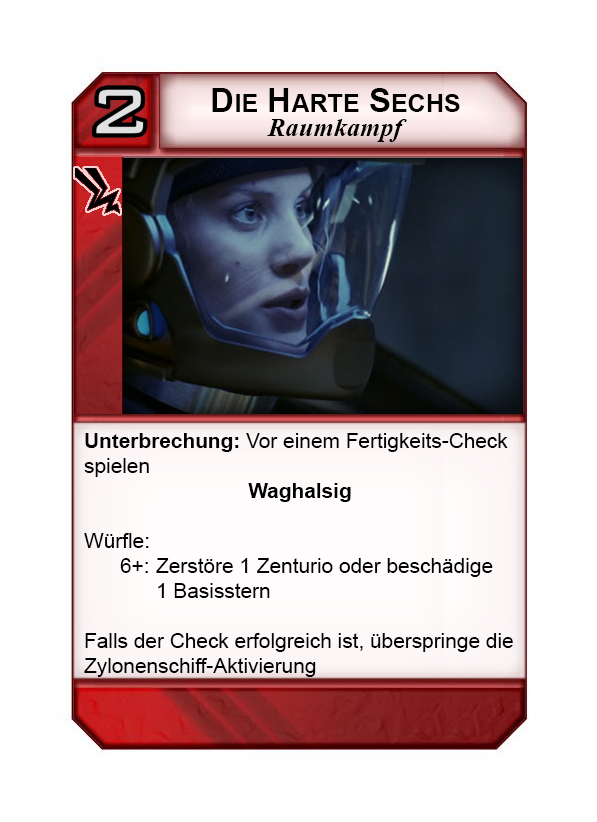 2
Die Harte Sechs
Raumkampf
Unterbrechung: Vor einem Fertigkeits-Check
spielen
Waghalsig
Würfle:
6+: Zerstöre 1 Zenturio oder beschädige
1 Basisstern
Falls der Check erfolgreich ist, überspringe die
Zylonenschiff-Aktivierung